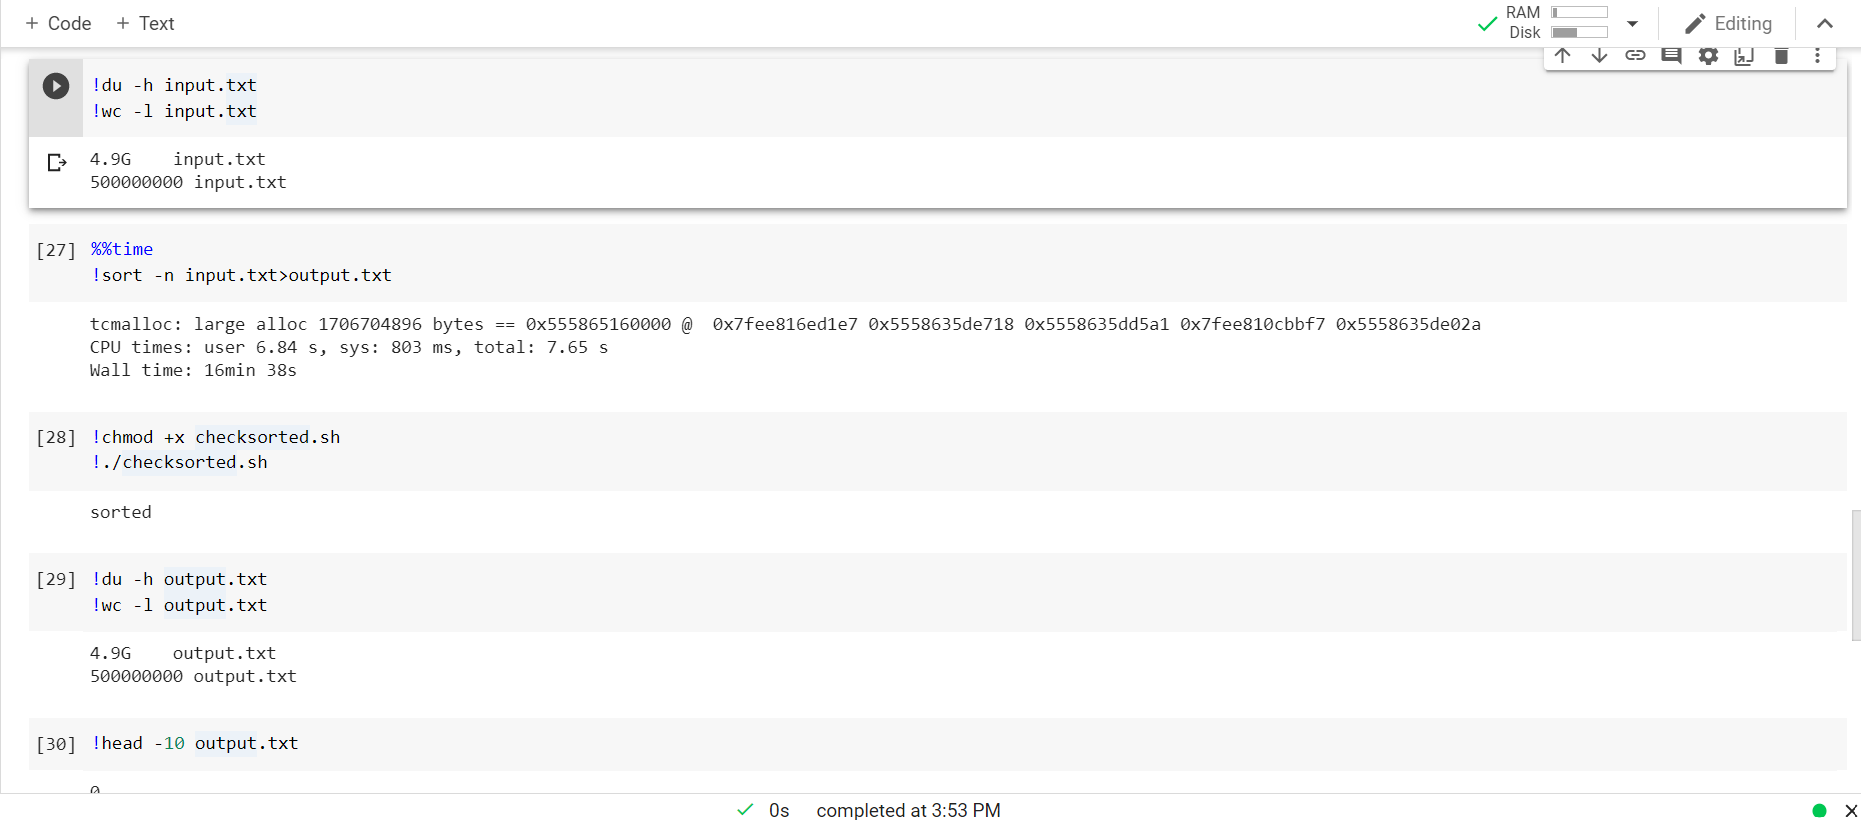 + Code + Text
RAM
Disk
Editing
!du -h input.txt
!wc -l input.txt
4.9G    input.txt
500000000 input.txt
[27] %%time
!sort -n input.txt>output.txt
tcmalloc: large alloc 1706704896 bytes == 0x555865160000 @  0x7fee816ed1e7 0x5558635de718 0x5558635dd5a1 0x7fee810cbbf7 0x5558635de02a
CPU times: user 6.84 s, sys: 803 ms, total: 7.65 s
Wall time: 16min 38s
[28] !chmod +x checksorted.sh
!./checksorted.sh
sorted
[29] !du -h output.txt
!wc -l output.txt
4.9G    output.txt
500000000 output.txt
[30] !head -10 output.txt
0
0s completed at 3:53 PM